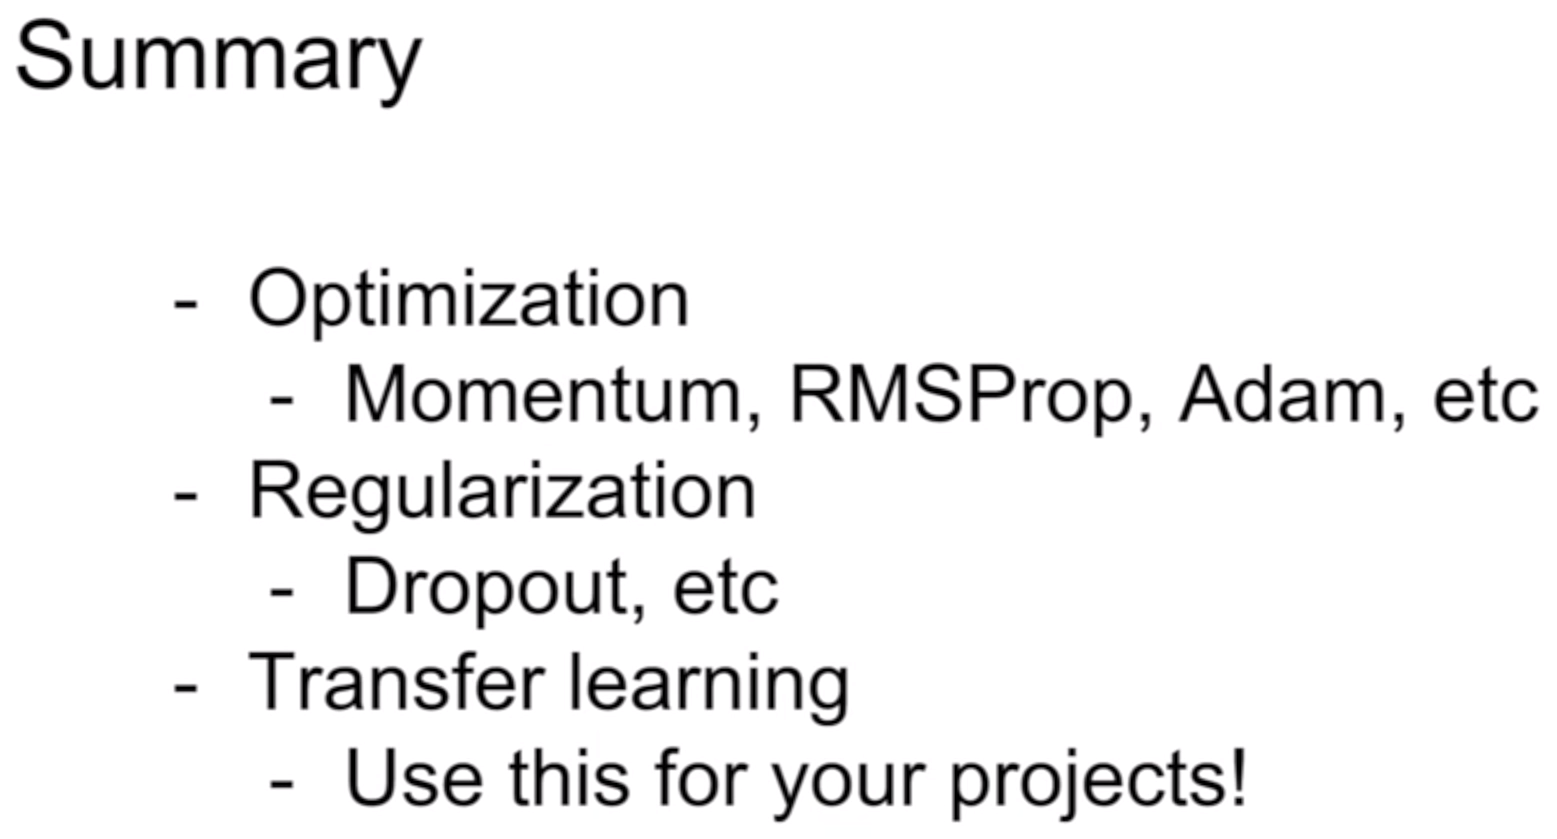 Summary
- Optimization
- Momentum, RMSProp, Adam, etc
- Regularization
- Dropout, etc
- Transfer learning
- Use this for your projects!